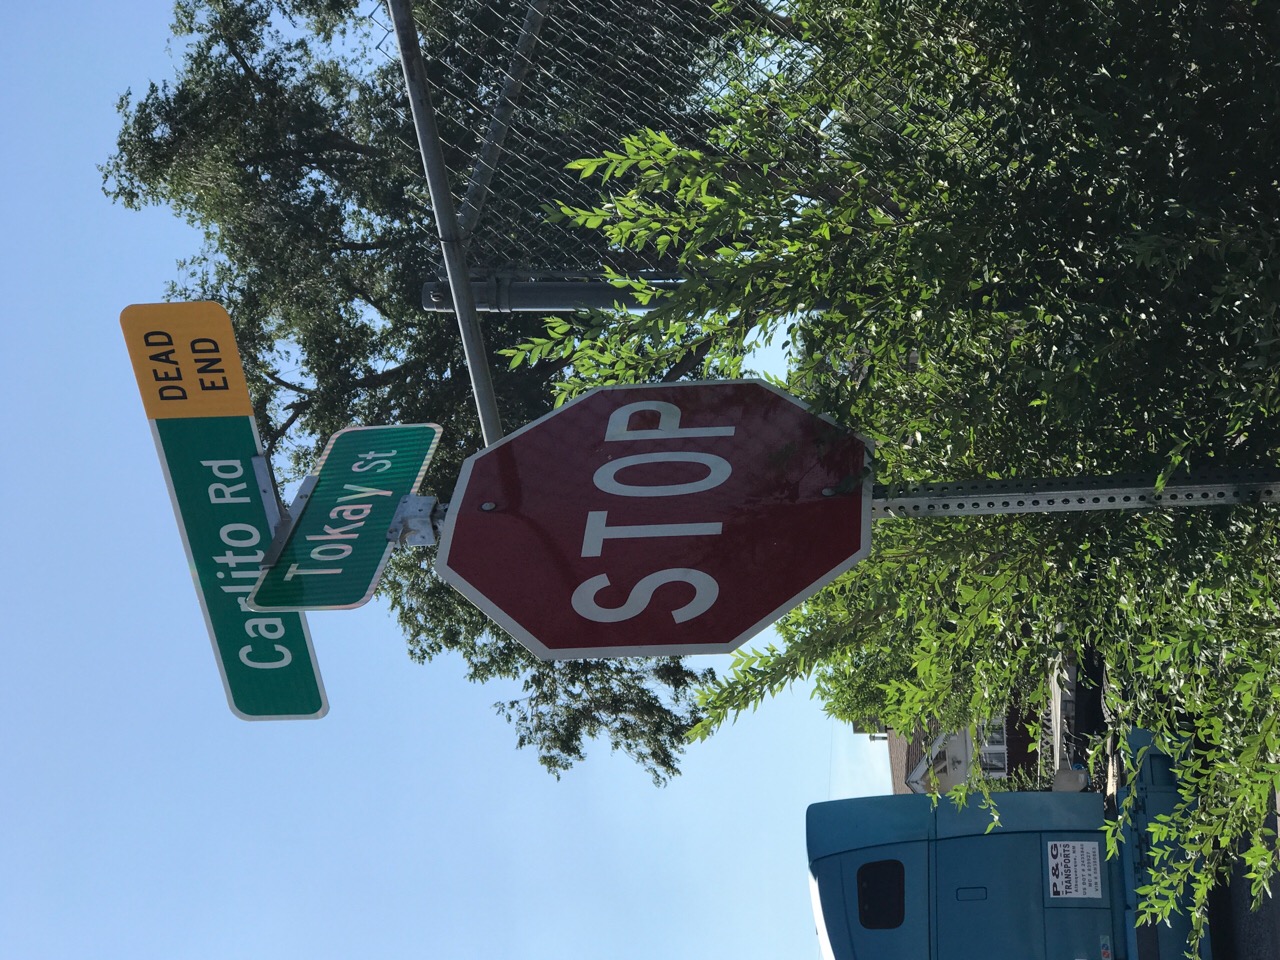 Carlito Rd
DEAD
END
Tokay St
STOP
P & G
TRANSPORTS